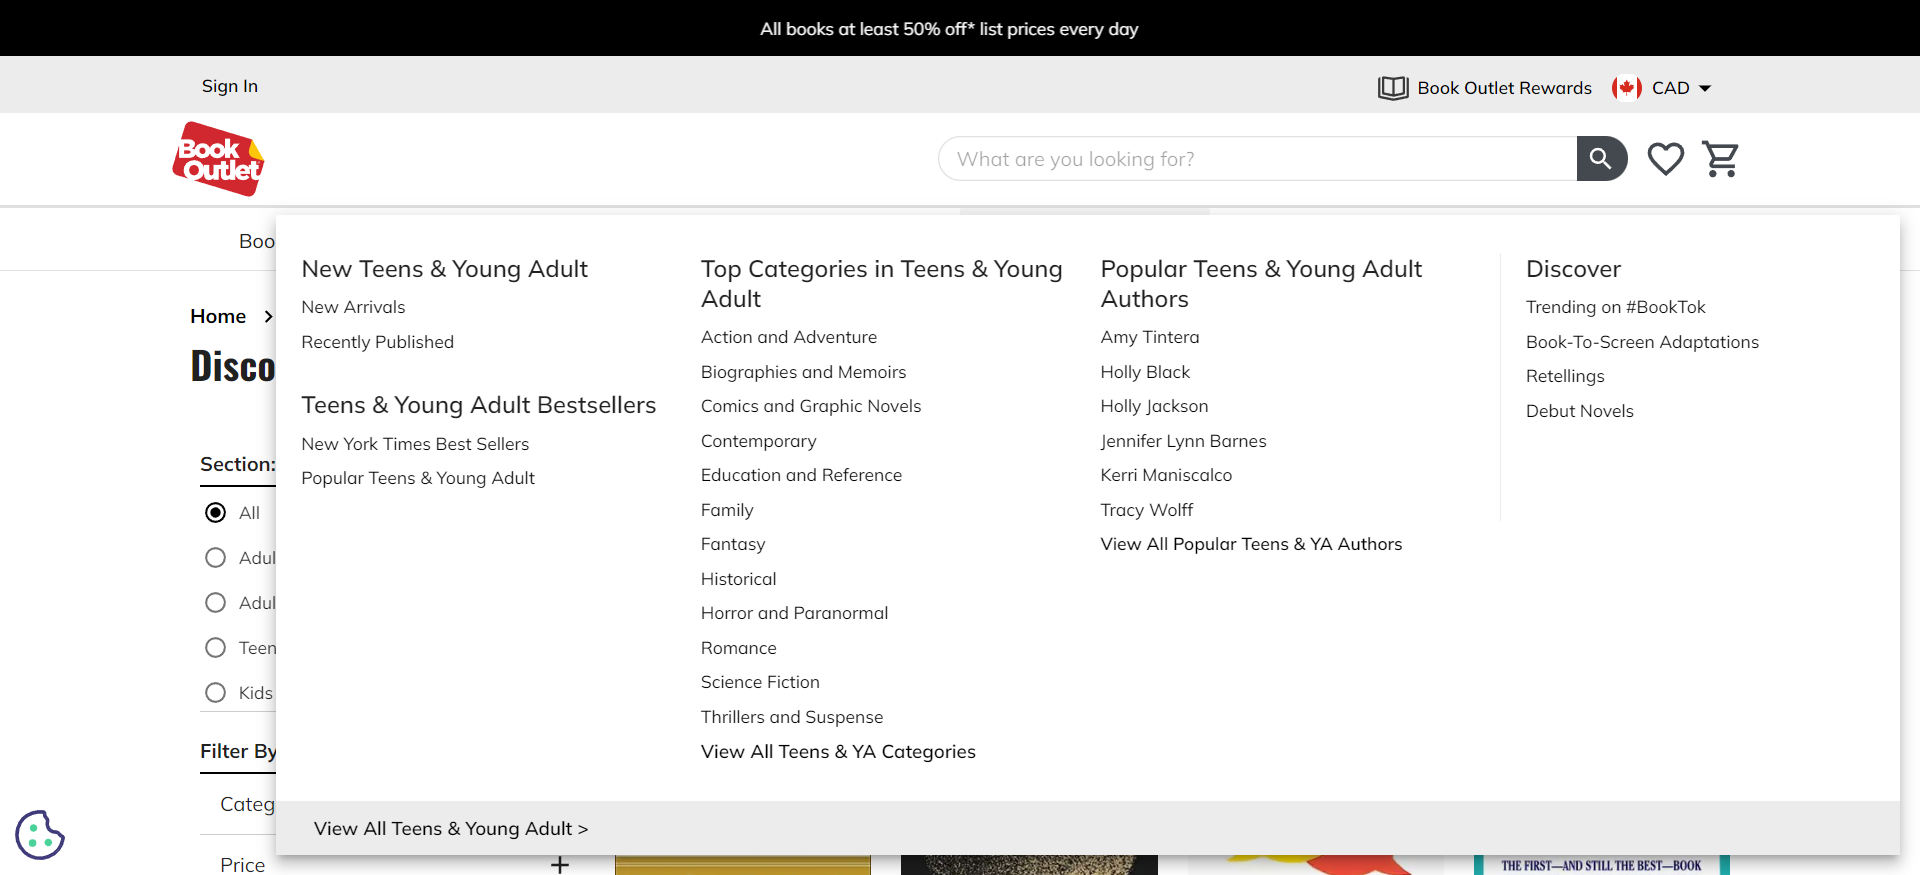 All books at least 50% off* list prices every day
Sign In
Book Outlet Rewards
CAD
Book
Outlet
What are you looking for?
Boo
Home
Disco
Section:
All
Adul
Adul
Teen
Kids
Filter By
Categ
Price
New Teens & Young Adult
New Arrivals
Recently Published
Teens & Young Adult Bestsellers
New York Times Best Sellers
Popular Teens & Young Adult
Top Categories in Teens & Young
Adult
Action and Adventure
Biographies and Memoirs
Comics and Graphic Novels
Contemporary
Education and Reference
Family
Fantasy
Historical
Horror and Paranormal
Romance
Science Fiction
Thrillers and Suspense
View All Teens & YA Categories
Popular Teens & Young Adult
Authors
Amy Tintera
Holly Black
Holly Jackson
Jennifer Lynn Barnes
Kerri Maniscalco
Tracy Wolff
View All Popular Teens & YA Authors
Discover
Trending on #BookTok
Book-To-Screen Adaptations
Retellings
Debut Novels
View All Teens & Young Adult >
THE FIRST—AND STILL THE BEST—BOOK